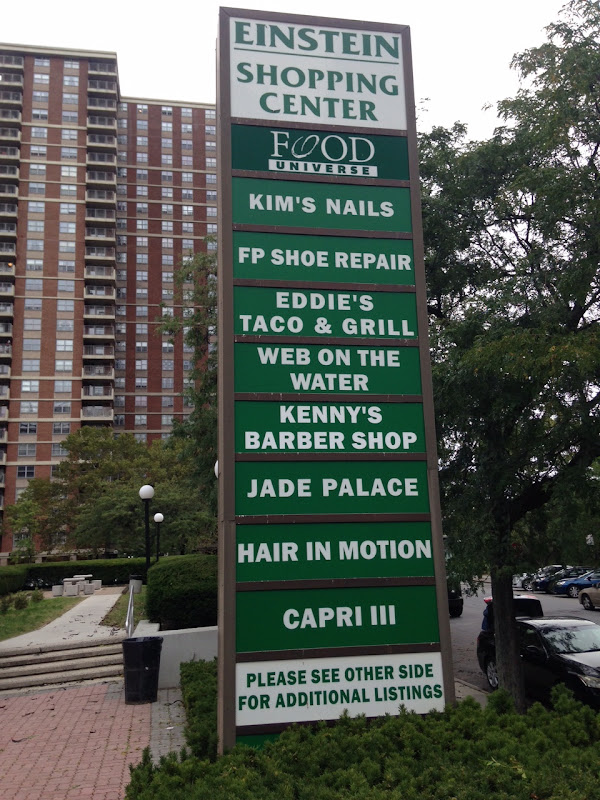 EINSTEIN
SHOPPING
CENTER
FOOD
UNIVERSE
KIM'S NAILS
FP SHOE REPAIR
EDDIE'S
TACO & GRILL
WEB ON THE
WATER
KENNY'S
BARBER SHOP
JADE PALACE
HAIR IN MOTION
CAPRI III
PLEASE SEE OTHER SIDE
FOR ADDITIONAL LISTINGS